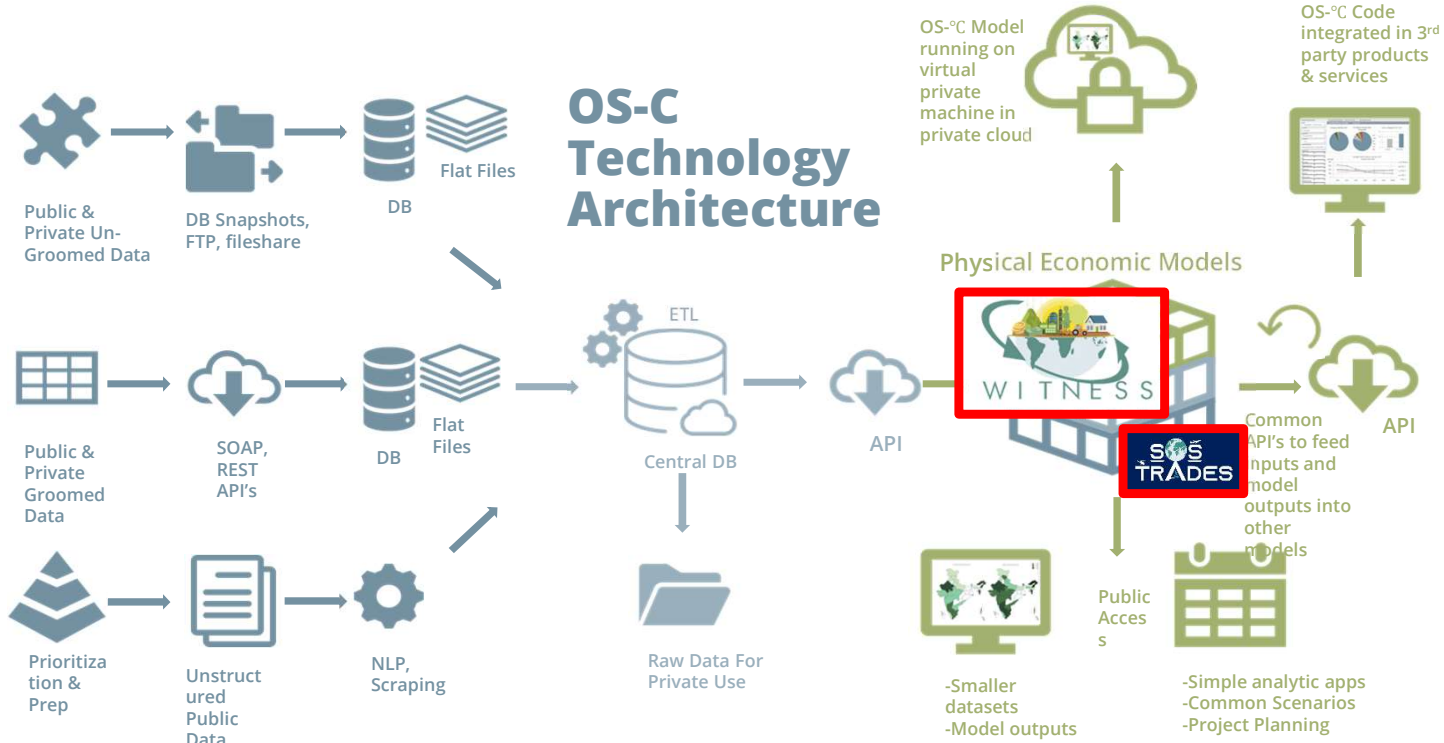 OS-C
Technology
Architecture
Public &
Private Un-
Groomed Data
DB Snapshots,
FTP, fileshare
DB
Flat Files
Public &
Private
Groomed
Data
SOAP,
REST
API's
DB
Flat
Files
Prioritiza
tion &
Prep
Unstruct
ured
Public
Data
NLP,
Scraping
ETL
Central DB
Raw Data For
Private Use
API
OS-°C Model
running on
virtual
private
machine in
private cloud
OS-°C Code
integrated in 3rd
party products
& services
Physical Economic Models
WITNESS
SOS
TRADES
Common
API's to feed
inputs and
model
outputs into
other
models
API
Public
Acces
s
-Smaller
datasets
-Model outputs
-Simple analytic apps
-Common Scenarios
-Project Planning